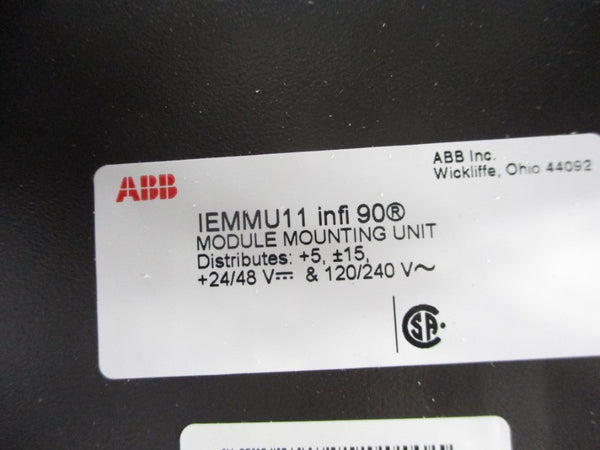 ABB
ABB Inc.
Wickliffe, Ohio 44092
IEMMU11 infi 90®
MODULE MOUNTING UNIT
Distributes: +5, ±15,
+24/48 V⎓ & 120/240 V~
CSA